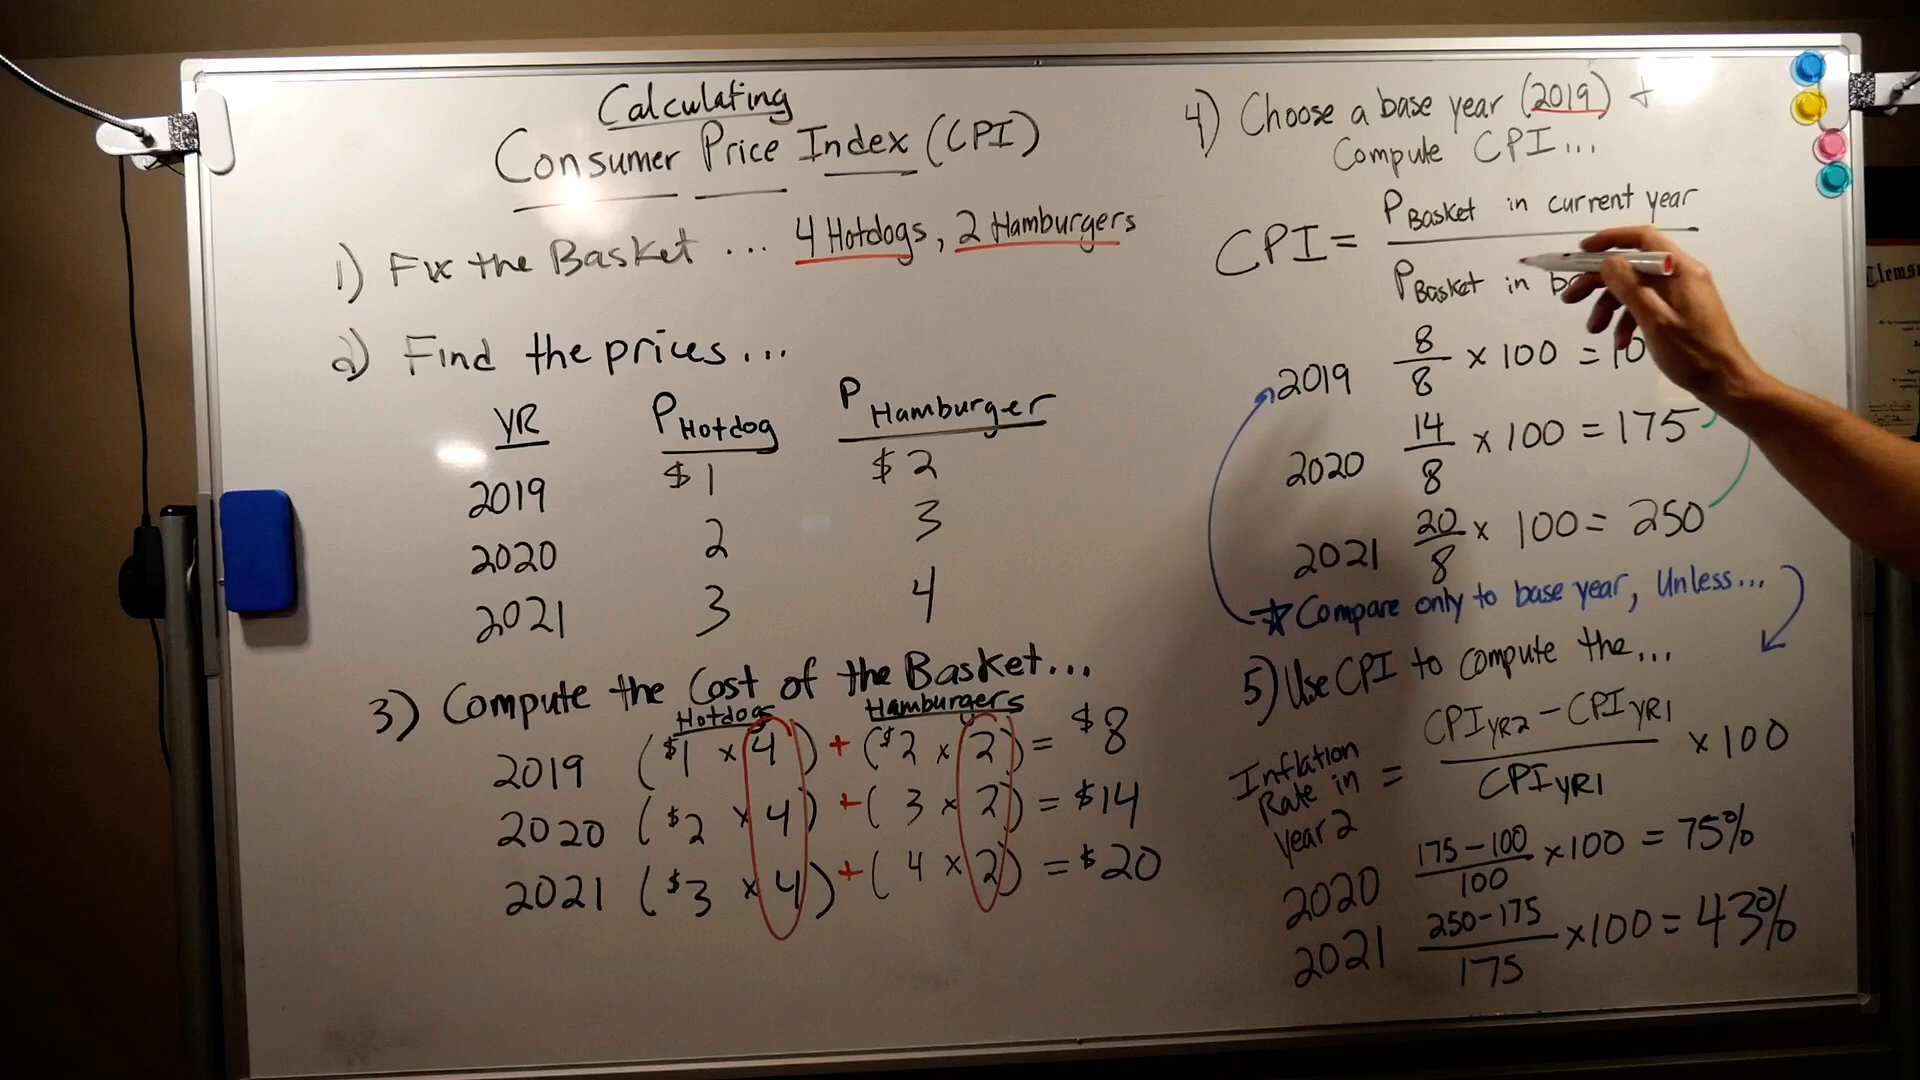 Calculating
Consumer Price Index (CPI)
1) Fix the Basket ... 4 Hotdogs, 2 Hamburgers
2) Find the prices...
YR P Hotdog P Hamburger
2019 $1 $2
2020 2 3
2021 3 4
3) Compute the Cost of the Basket...
Hotdogs Hamburgers
2019 ($1 × 4) + ($2 × 2) = $8
2020 ($2 × 4) + (3 × 2) = $14
2021 ($3 × 4) + (4 × 2) = $20
4) Choose a base year (2019) +
Compute CPI...
P Basket in current year
CPI =
P Basket in
2019 8/8 × 100 = 10
2020 14/8 × 100 = 175
2021 20/8 × 100 = 250
☆ Compare only to base year, Unless...
5) Use CPI to compute the...
Inflation Rate in year 2 = CPI YR2 - CPI YR1 / CPI YR1 × 100
2020 175-100/100 × 100 = 75%
2021 250-175/175 × 100 = 43%
Clems